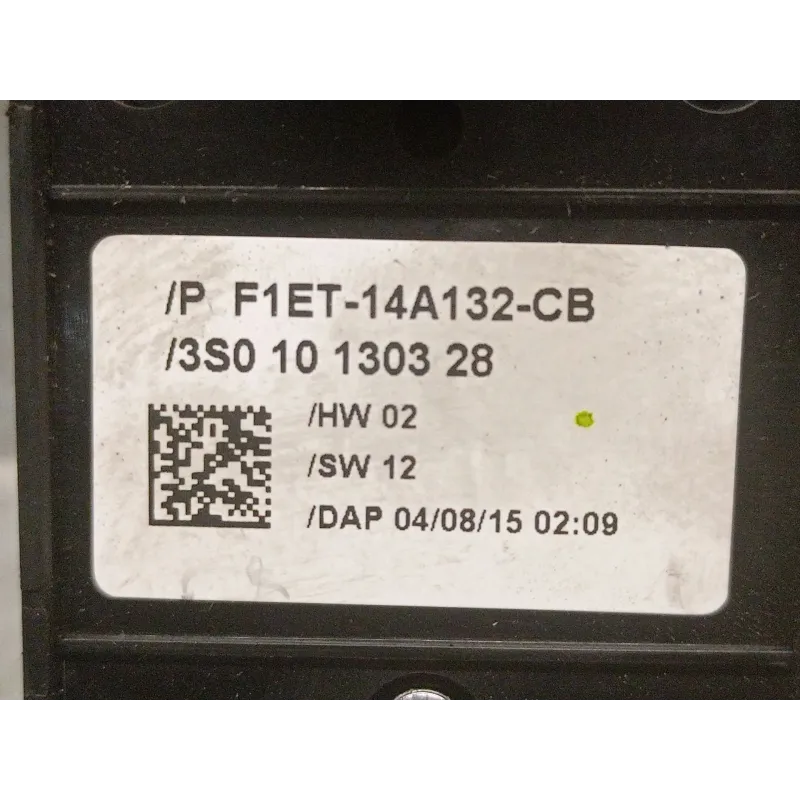 /P F1ET-14A132-CB
/3S0 10 1303 28
/HW 02
/SW 12
/DAP 04/08/15 02:09